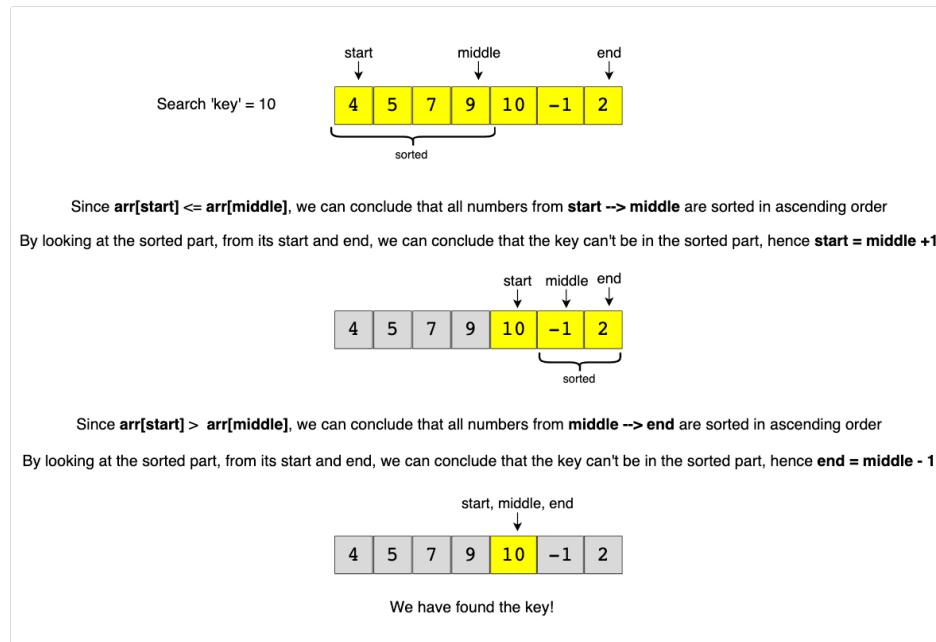 start middle end
Search 'key' = 10 4 5 7 9 10 -1 2
sorted
Since arr[start] <= arr[middle], we can conclude that all numbers from start --> middle are sorted in ascending order
By looking at the sorted part, from its start and end, we can conclude that the key can't be in the sorted part, hence start = middle +1
start middle end
4 5 7 9 10 -1 2
sorted
Since arr[start] > arr[middle], we can conclude that all numbers from middle --> end are sorted in ascending order
By looking at the sorted part, from its start and end, we can conclude that the key can't be in the sorted part, hence end = middle - 1
start, middle, end
4 5 7 9 10 -1 2
We have found the key!